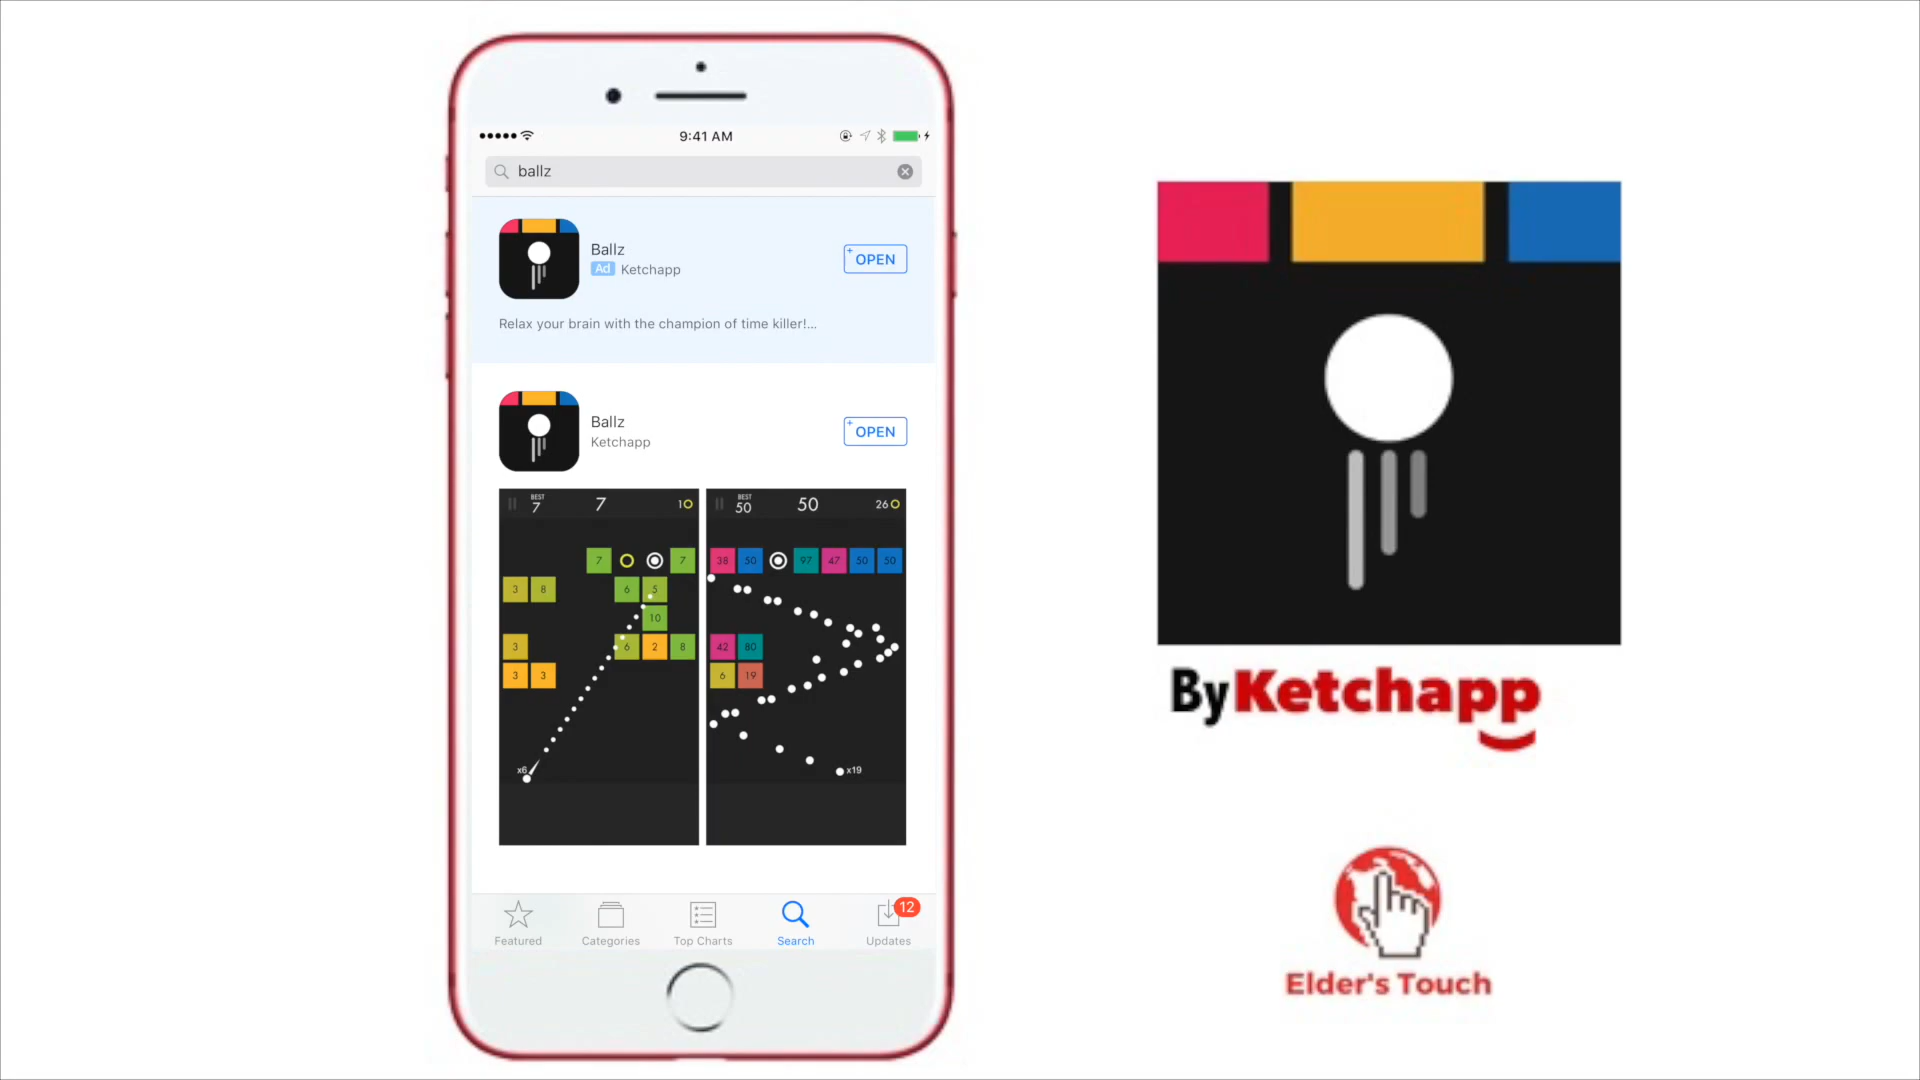 9:41 AM
ballz
Ballz
Ad Ketchapp
+ OPEN
Relax your brain with the champion of time killer!...
Ballz
Ketchapp
+ OPEN
BEST
7
7
1
7 7
3 8 6 5
10
3 6 2 8
3 3
x6
BEST
50
50
26
38 50 97 47 50 50
42 80
6 19
x19
Featured
Categories
Top Charts
Search
Updates
12
By Ketchapp
Elder's Touch